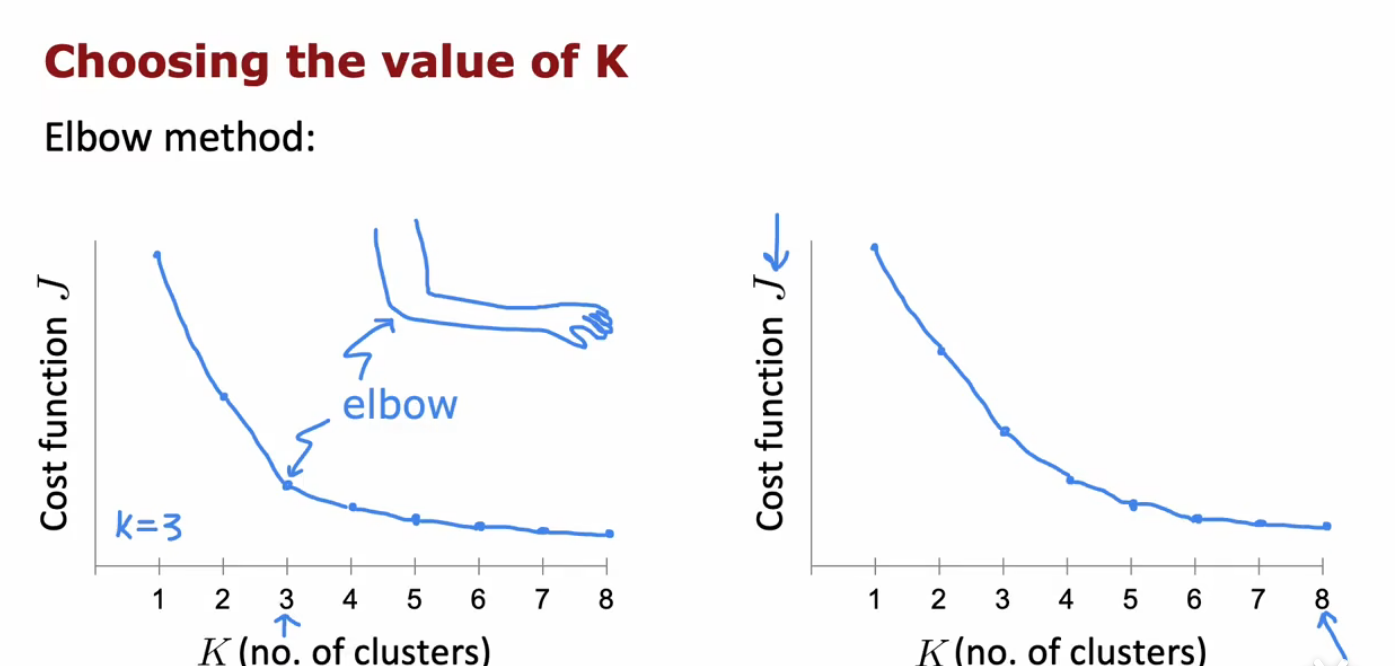 Choosing the value of K
Elbow method:
Cost function J
elbow
k=3
1 2 3 4 5 6 7 8
K (no. of clusters)
Cost function J
1 2 3 4 5 6 7 8
K (no. of clusters)